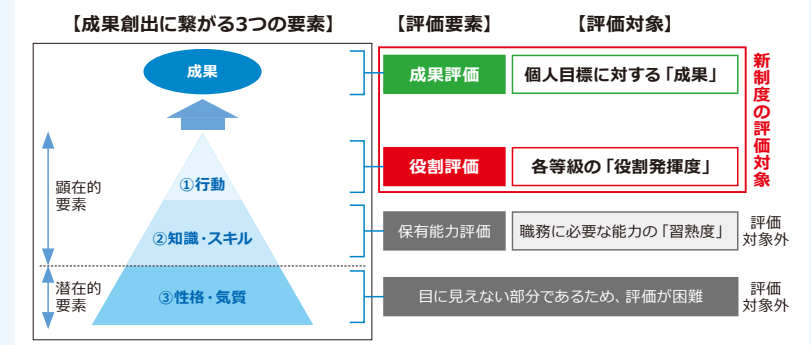 【成果創出に繋がる3つの要素】
【評価要素】
【評価対象】
成果
成果評価
個人目標に対する「成果」
新制度の評価対象
①行動
役割評価
各等級の「役割発揮度」
顕在的
要素
②知識・スキル
保有能力評価
職務に必要な能力の「習熟度」
評価
対象外
潜在的
要素
③性格・気質
目に見えない部分であるため、評価が困難
評価
対象外